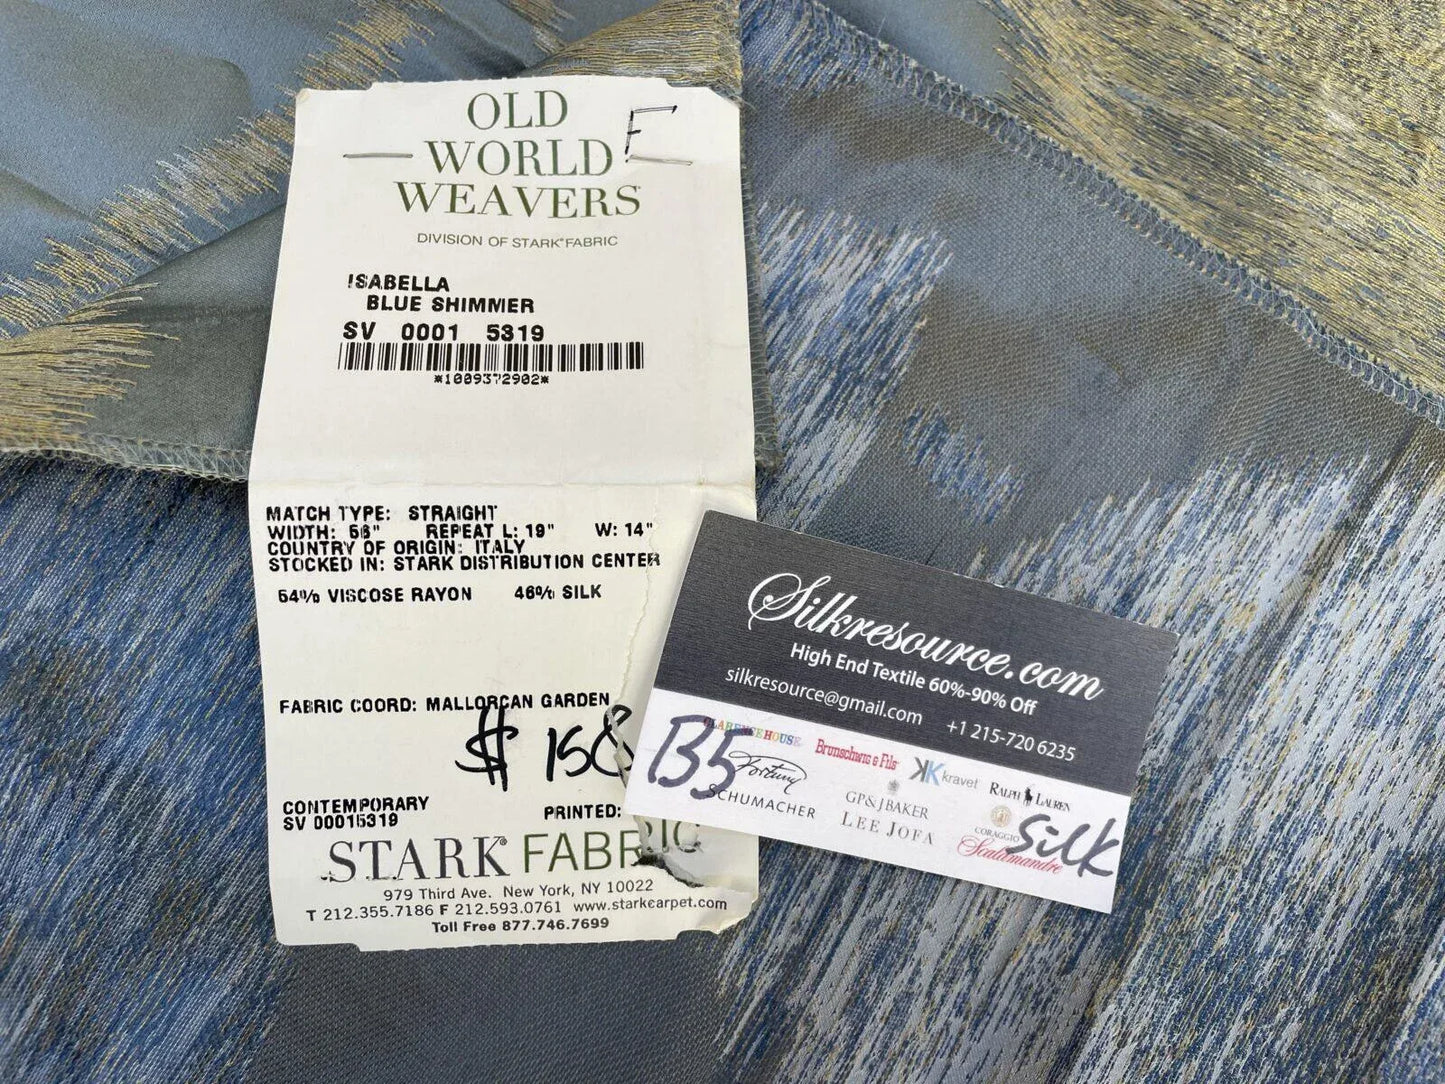 OLD
WORLD
WEAVERS
F
DIVISION OF STARK® FABRIC
ISABELLA
BLUE SHIMMER
SV 0001 5319
*1009372902*
MATCH TYPE: STRAIGHT
WIDTH: REPEAT L: 19" W: 14"
COUNTRY OF ORIGIN: ITALY
STOCKED IN: STARK DISTRIBUTION CENTER
54% VISCOSE RAYON 46% SILK
FABRIC COORD: MALLORCAN GARDEN
$ 158
CONTEMPORARY
SV 00015319 PRINTED:
STARK® FABRIC
979 Third Ave. New York, NY 10022
T 212.355.7186 F 212.593.0761 www.starkcarpet.com
Toll Free 877.746.7699
Silkresource.com
High End Textile 60%-90% Off
silkresource@gmail.com +1 215-720 6235
B5
CLARENCE HOUSE
Brunschwig & Fils
kravet
RALPH LAUREN
Fortuny
SCHUMACHER
GP&JBAKER
LEE JOFA
CORAGGIO
Scalamandre
Silk